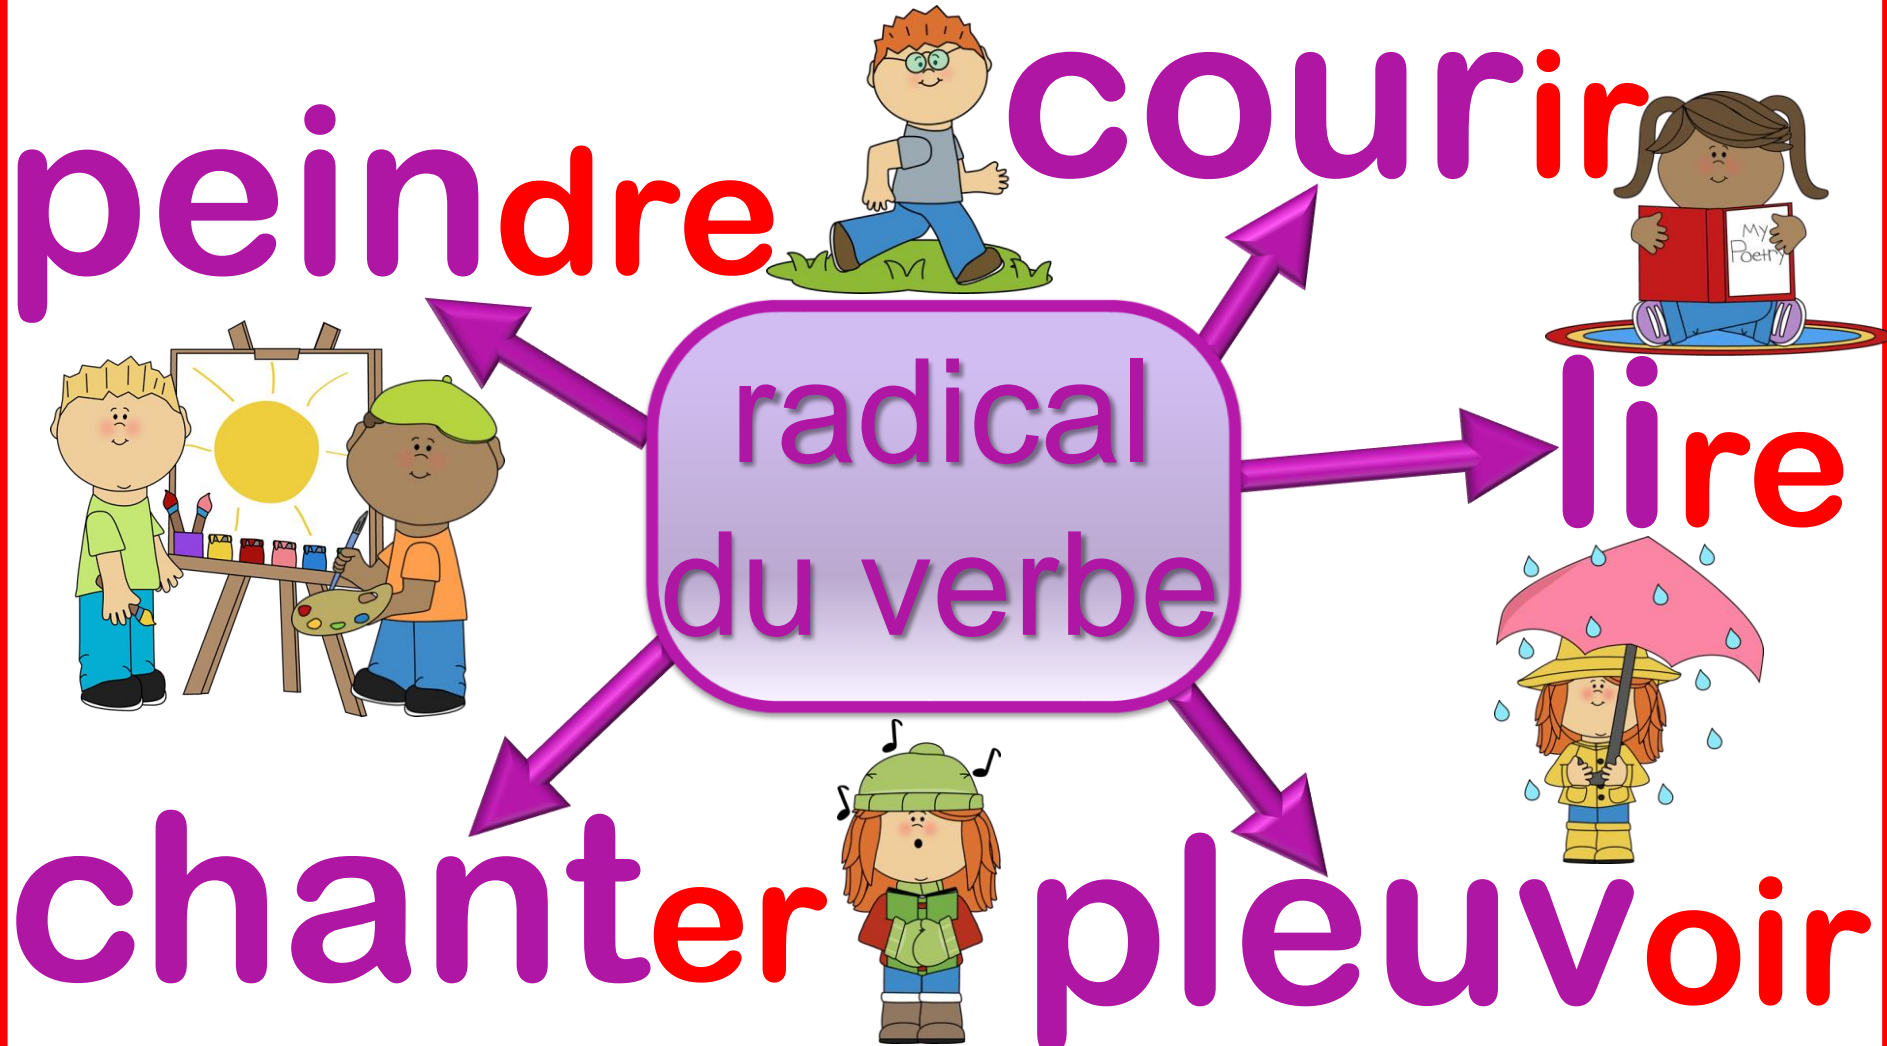 peindre
courir
My
Poetry
radical
du verbe
lire
chanter
pleuvoir